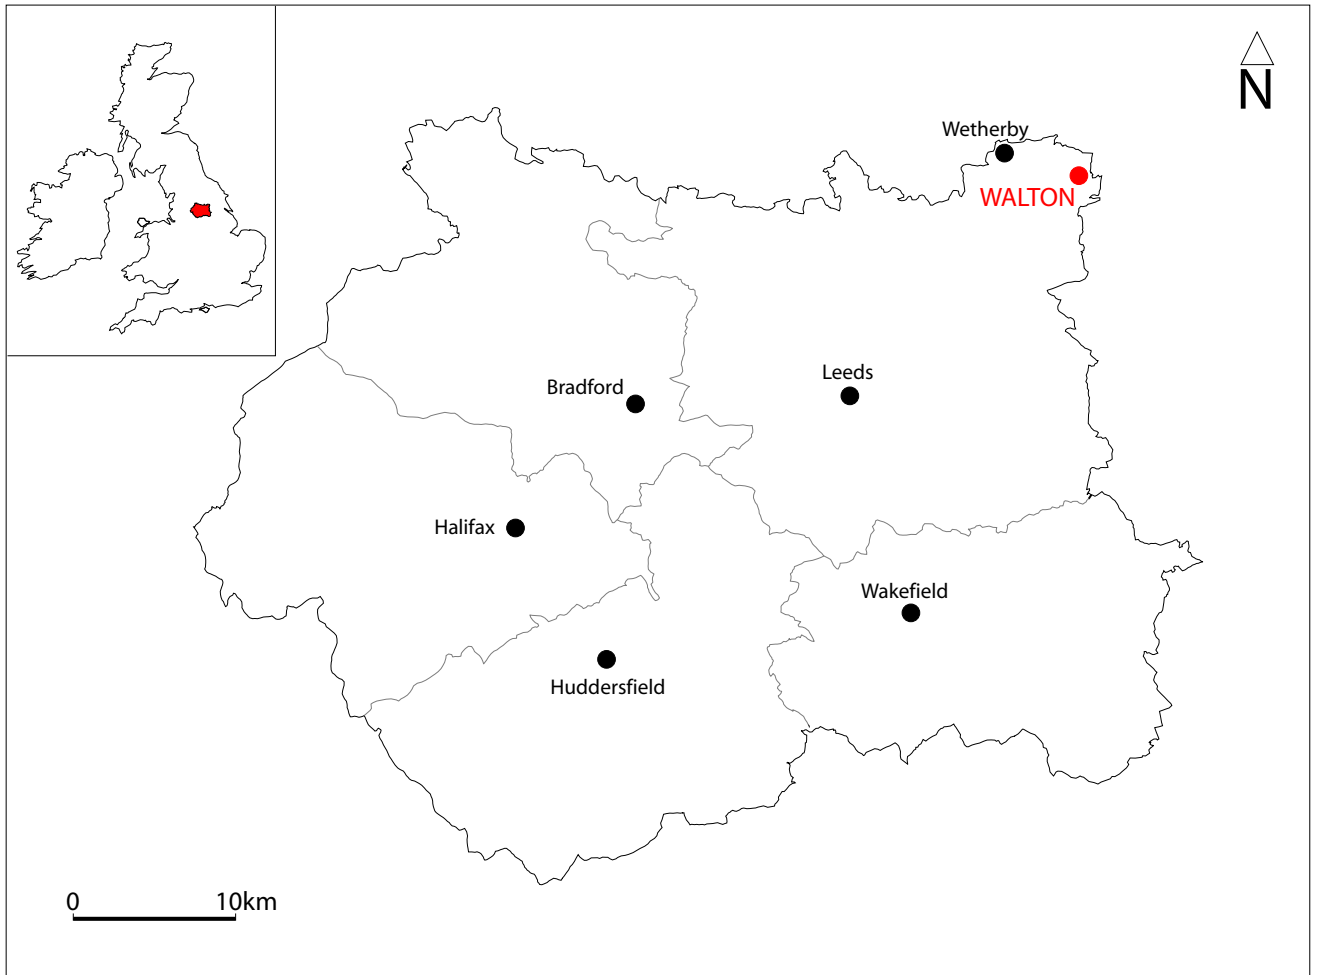 N
Wetherby
WALTON
Leeds
Bradford
Halifax
Wakefield
Huddersfield
0 10km